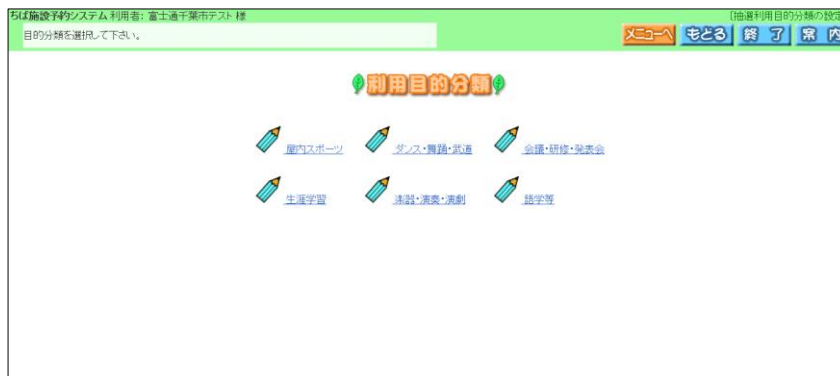 ちば施設予約システム 利用者: 富士通千葉市テスト 様 [抽選利用目的分類の設定
目的分類を選択して下さい。
メニューへ もどる 終了 案内
利用目的分類
屋内スポーツ ダンス・舞踊・武道 会議・研修・発表会
生涯学習 楽器・演奏・演劇 語学等